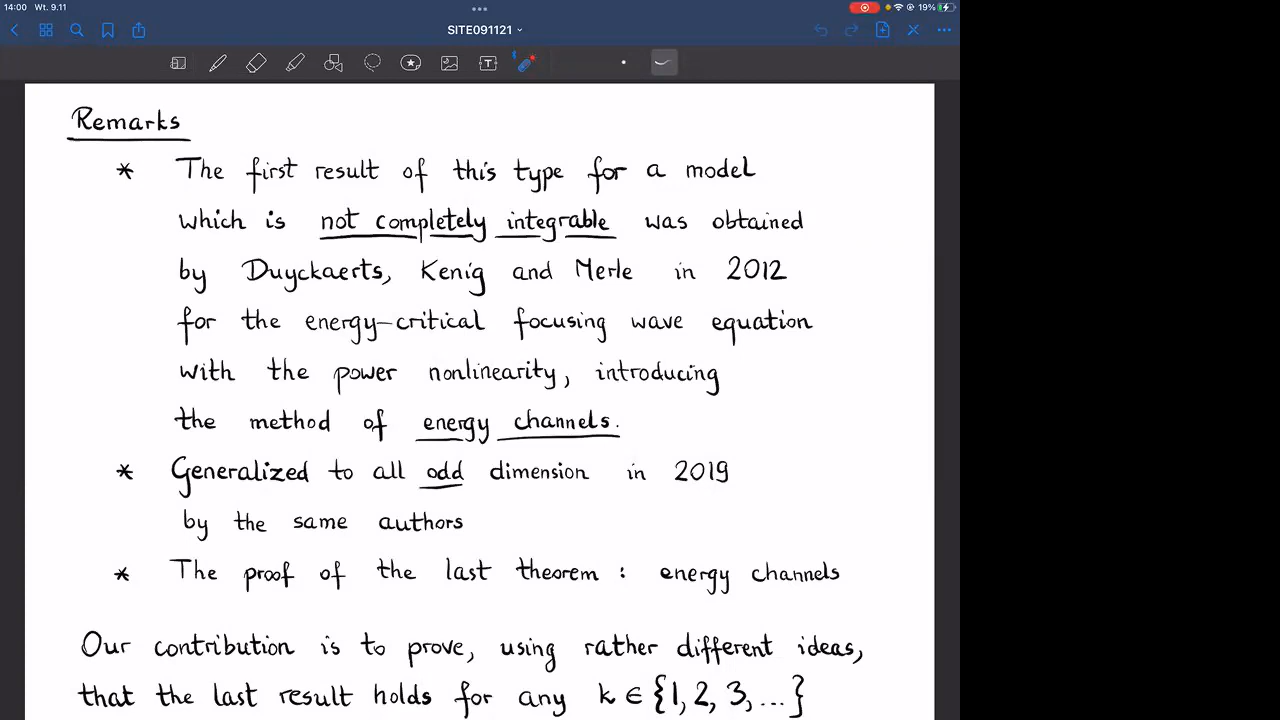 14:00 Wt. 9.11
19%
SITE091121
Remarks
* The first result of this type for a model
which is not completely integrable was obtained
by Duyckaerts, Kenig and Merle in 2012
for the energy-critical focusing wave equation
with the power nonlinearity, introducing
the method of energy channels.
* Generalized to all odd dimension in 2019
by the same authors
* The proof of the last theorem : energy channels
Our contribution is to prove, using rather different ideas,
that the last result holds for any k ∈ {1, 2, 3, ...}